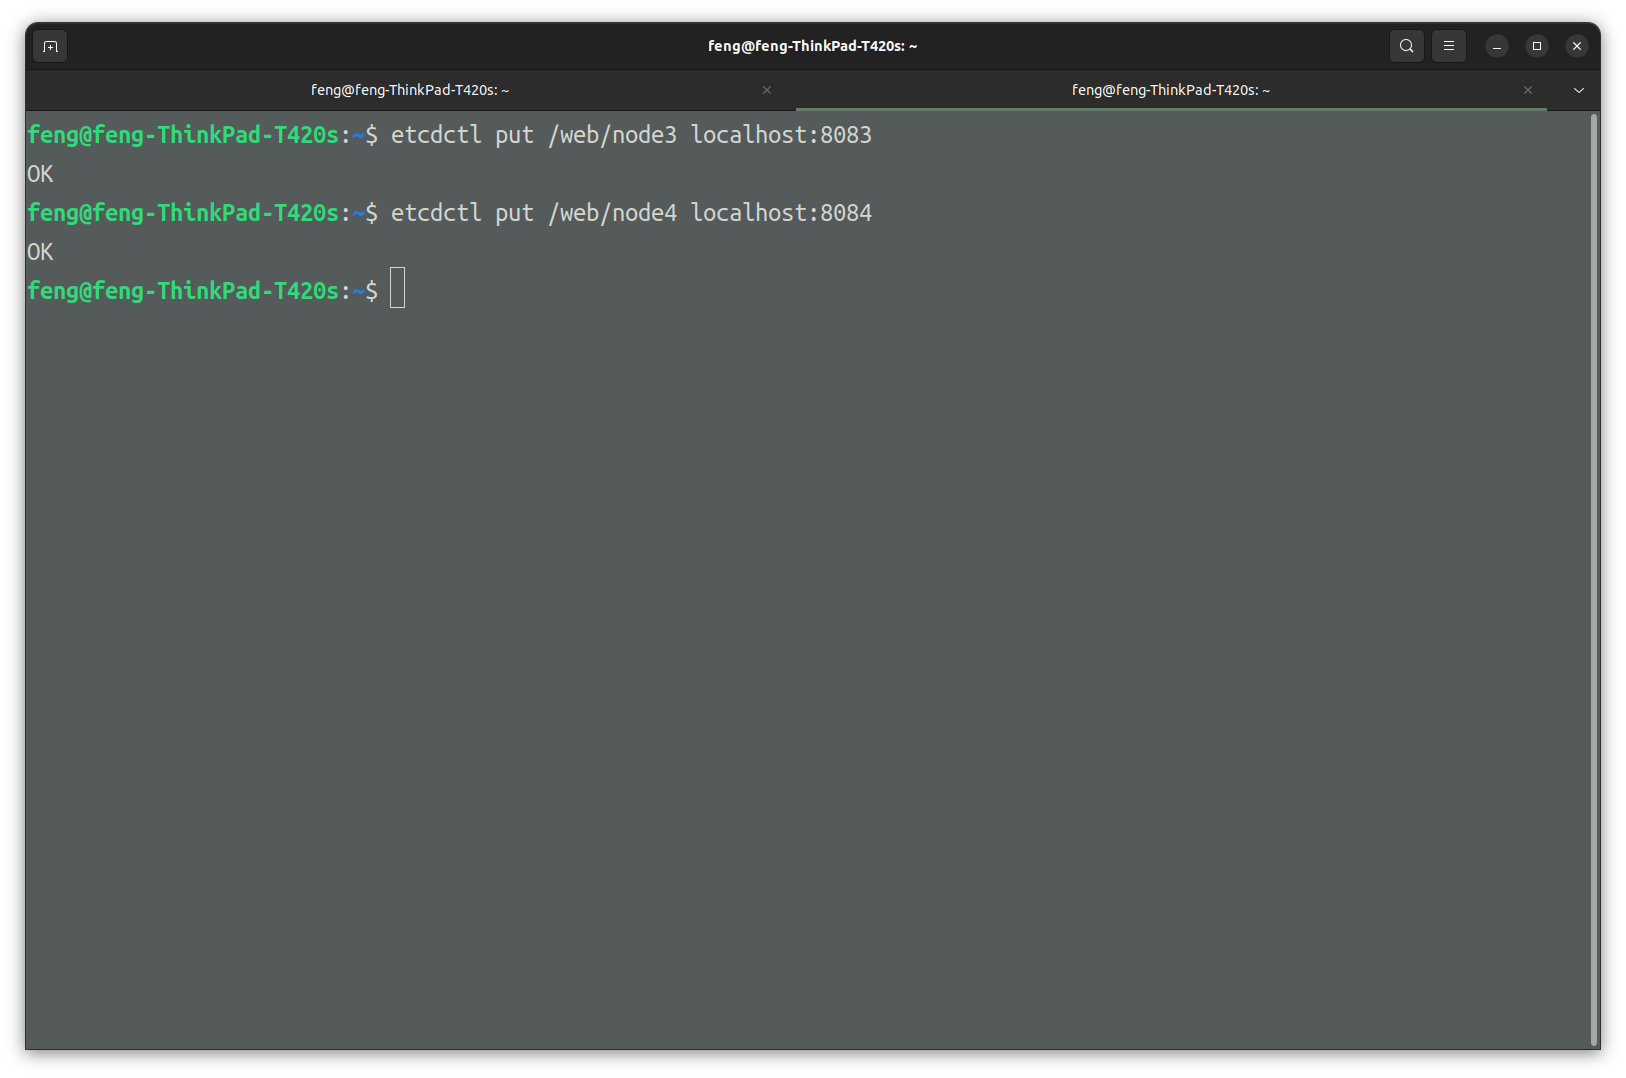 feng@feng-ThinkPad-T420s: ~
feng@feng-ThinkPad-T420s: ~
feng@feng-ThinkPad-T420s: ~
feng@feng-ThinkPad-T420s:~$ etcdctl put /web/node3 localhost:8083
OK
feng@feng-ThinkPad-T420s:~$ etcdctl put /web/node4 localhost:8084
OK
feng@feng-ThinkPad-T420s:~$